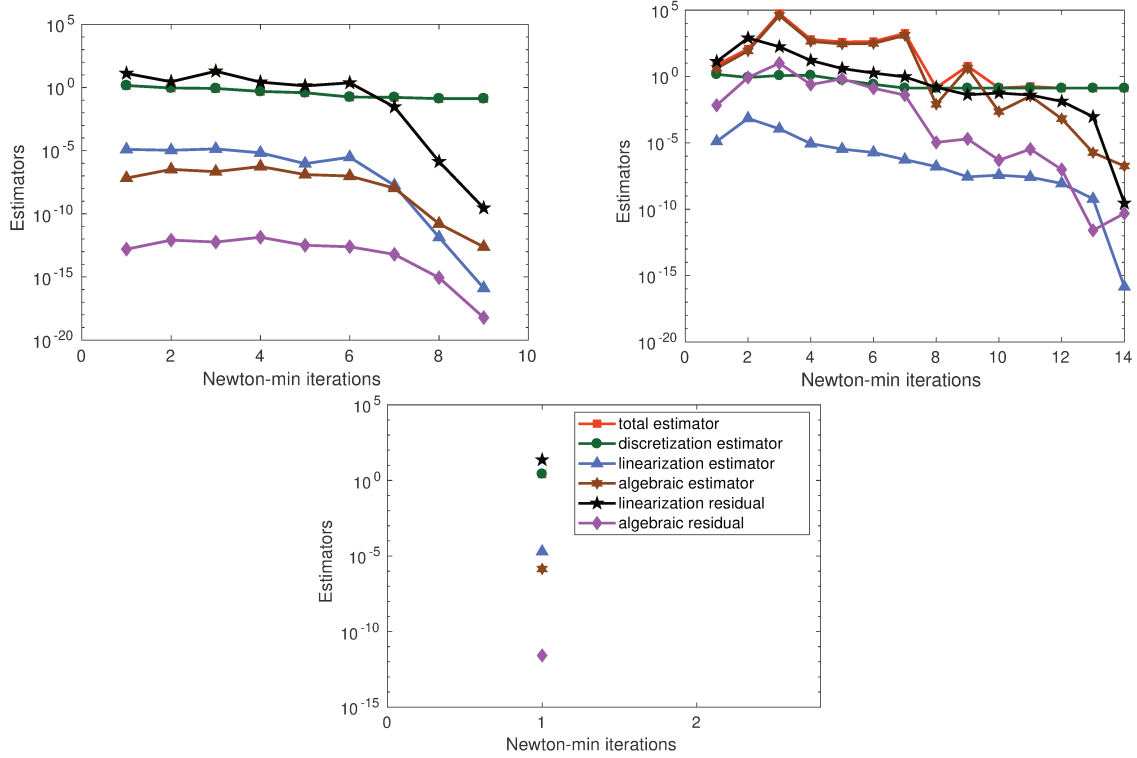 10^5
10^0
10^-5
10^-10
10^-15
10^-20
Estimators
0 2 4 6 8 10
Newton-min iterations
10^5
10^0
10^-5
10^-10
10^-15
10^-20
Estimators
0 2 4 6 8 10 12 14
Newton-min iterations
10^5
10^0
10^-5
10^-10
10^-15
Estimators
0 1 2
Newton-min iterations
total estimator
discretization estimator
linearization estimator
algebraic estimator
linearization residual
algebraic residual